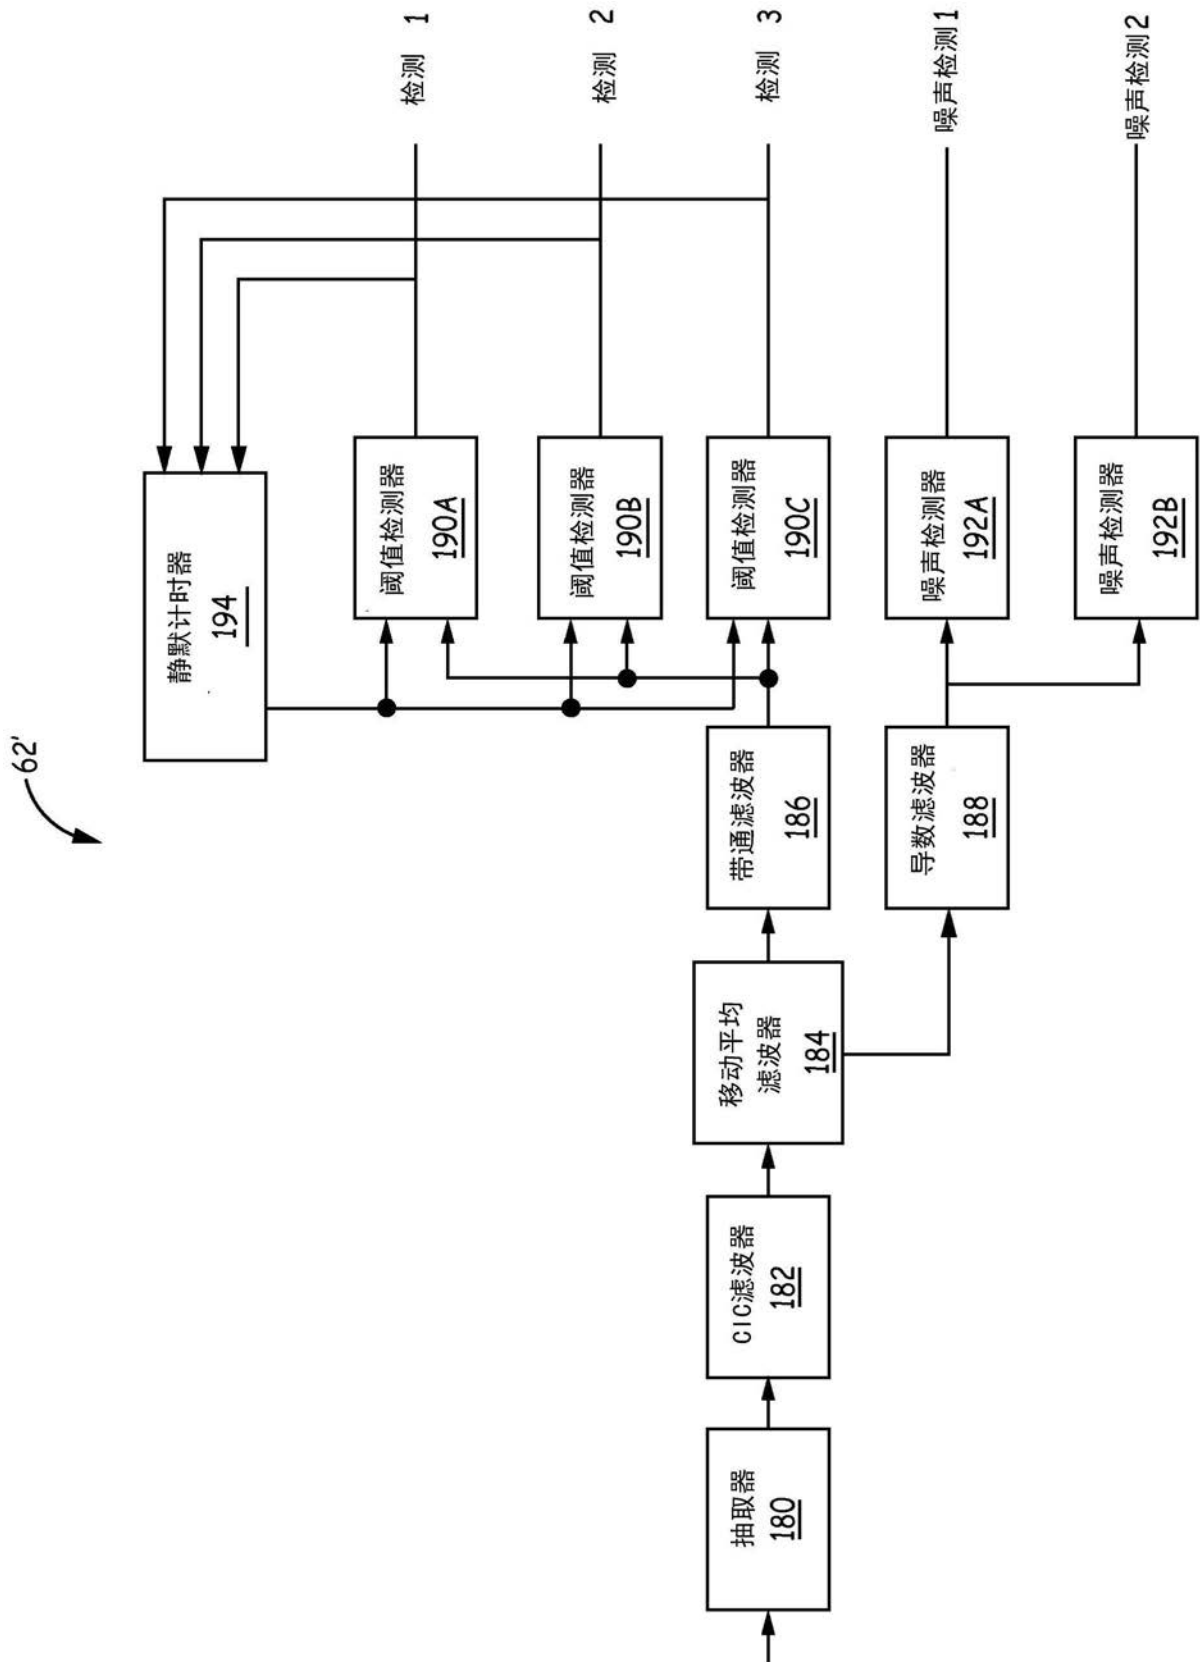 62'
静默计时器
194
阈值检测器
190A
检测 1
阈值检测器
190B
检测 2
抽取器
180
CIC滤波器
182
移动平均
滤波器
184
带通滤波器
186
阈值检测器
190C
检测 3
导数滤波器
188
噪声检测器
192A
噪声检测1
噪声检测器
192B
噪声检测2